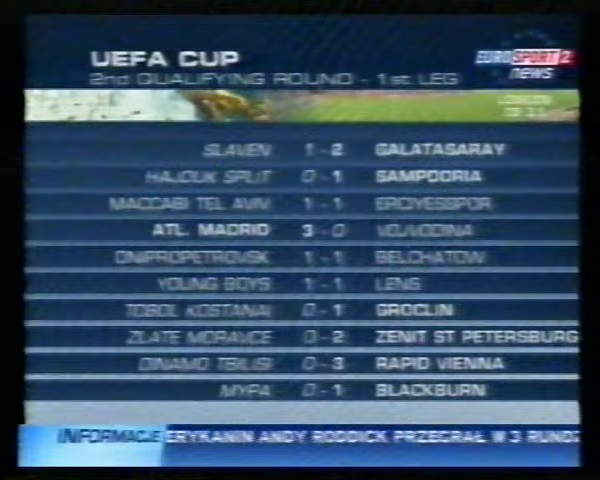 UEFA CUP
2nd QUALIFYING ROUND - 1st LEG
EUROSPORT 2
news
SLAVEN 1 - 2 GALATASARAY
HAJDUK SPLIT 0 - 1 SAMPDORIA
MACCABI TEL AVIV 1 - 1 ERCIYESSPOR
ATL. MADRID 3 - 0 VOJVODINA
DNIPROPETROVSK 1 - 1 BELCHATOW
YOUNG BOYS 1 - 1 LENS
TOBOL KOSTANAI 0 - 1 GROCLIN
ZLATE MORAVCE 0 - 2 ZENIT ST PETERSBURG
DINAMO TBILISI 0 - 3 RAPID VIENNA
MYPA 0 - 1 BLACKBURN
INFORMACJE ERYKANIN ANDY RODDICK PRZEGRAŁ W 3 RUNDZ